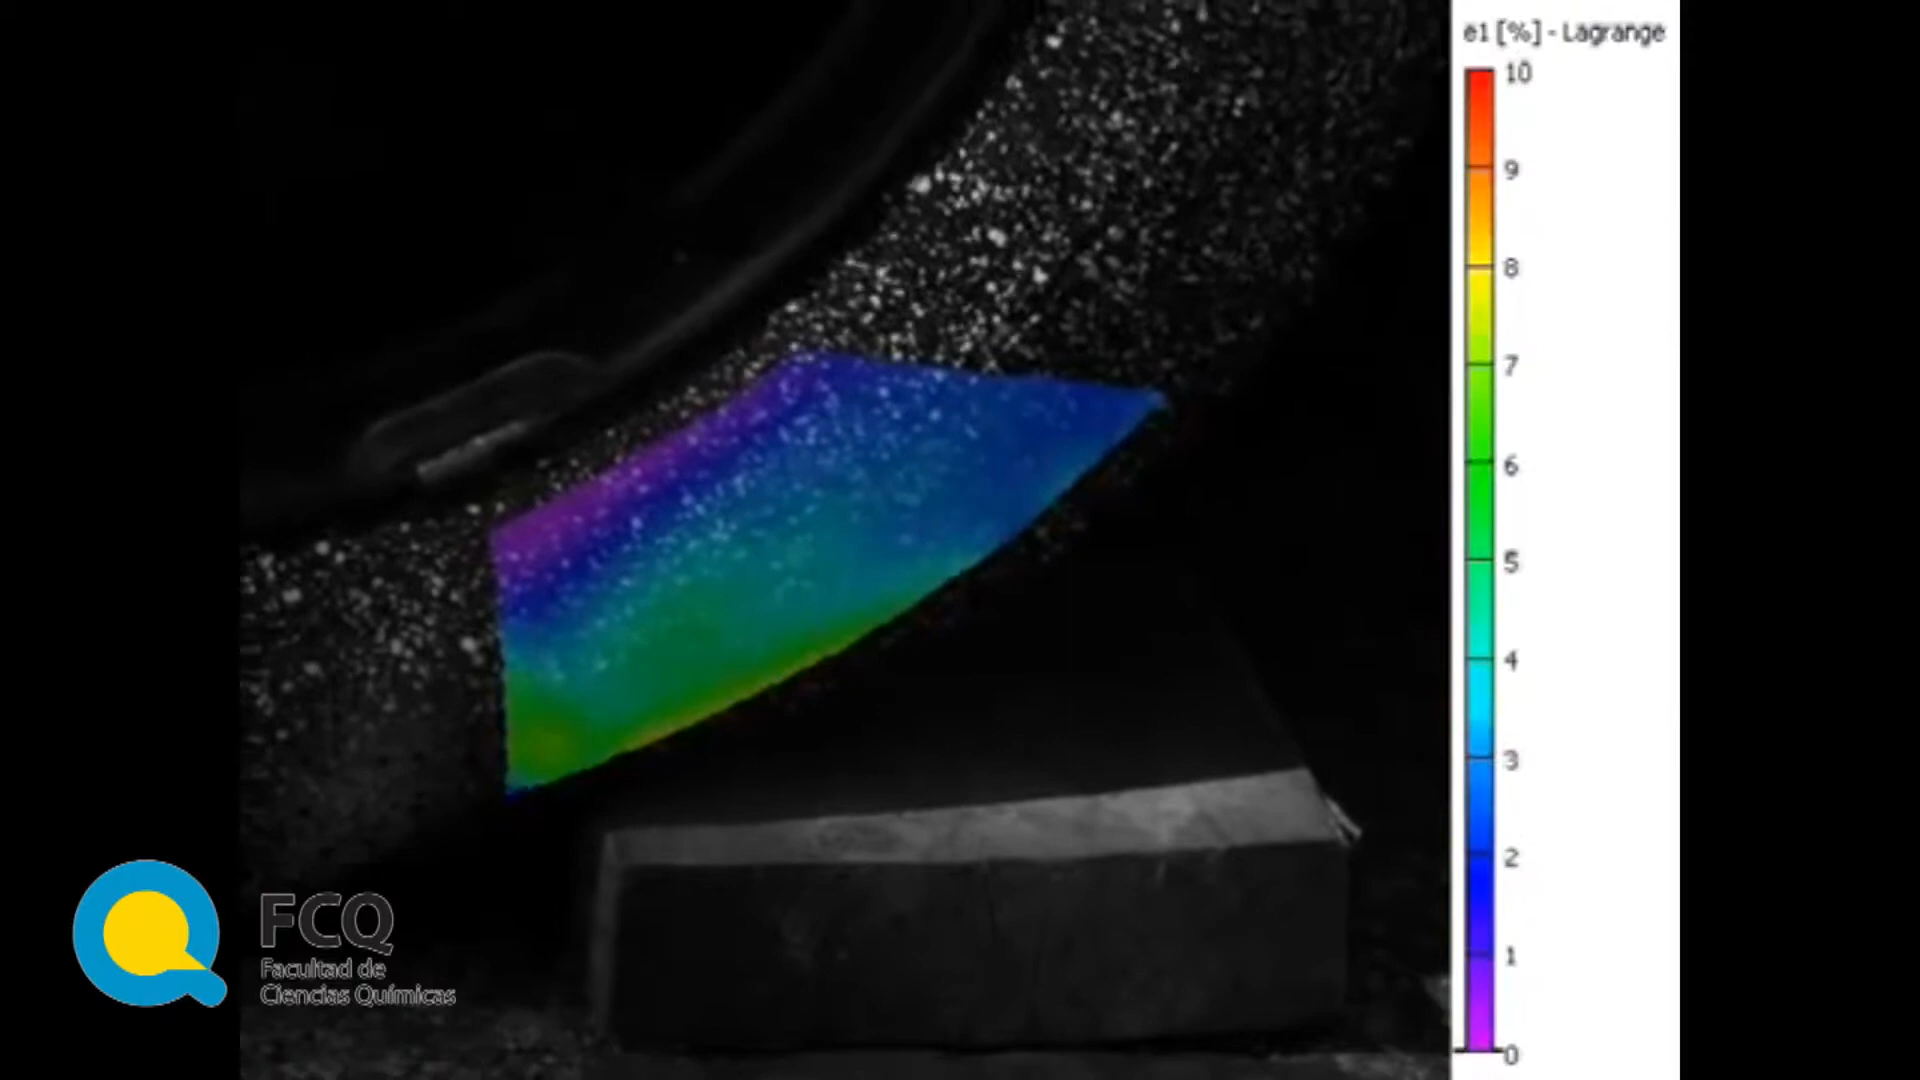 e1 [%] - Lagrange
10
9
8
7
6
5
4
3
2
1
0
FCQ
Facultad de
Ciencias Químicas